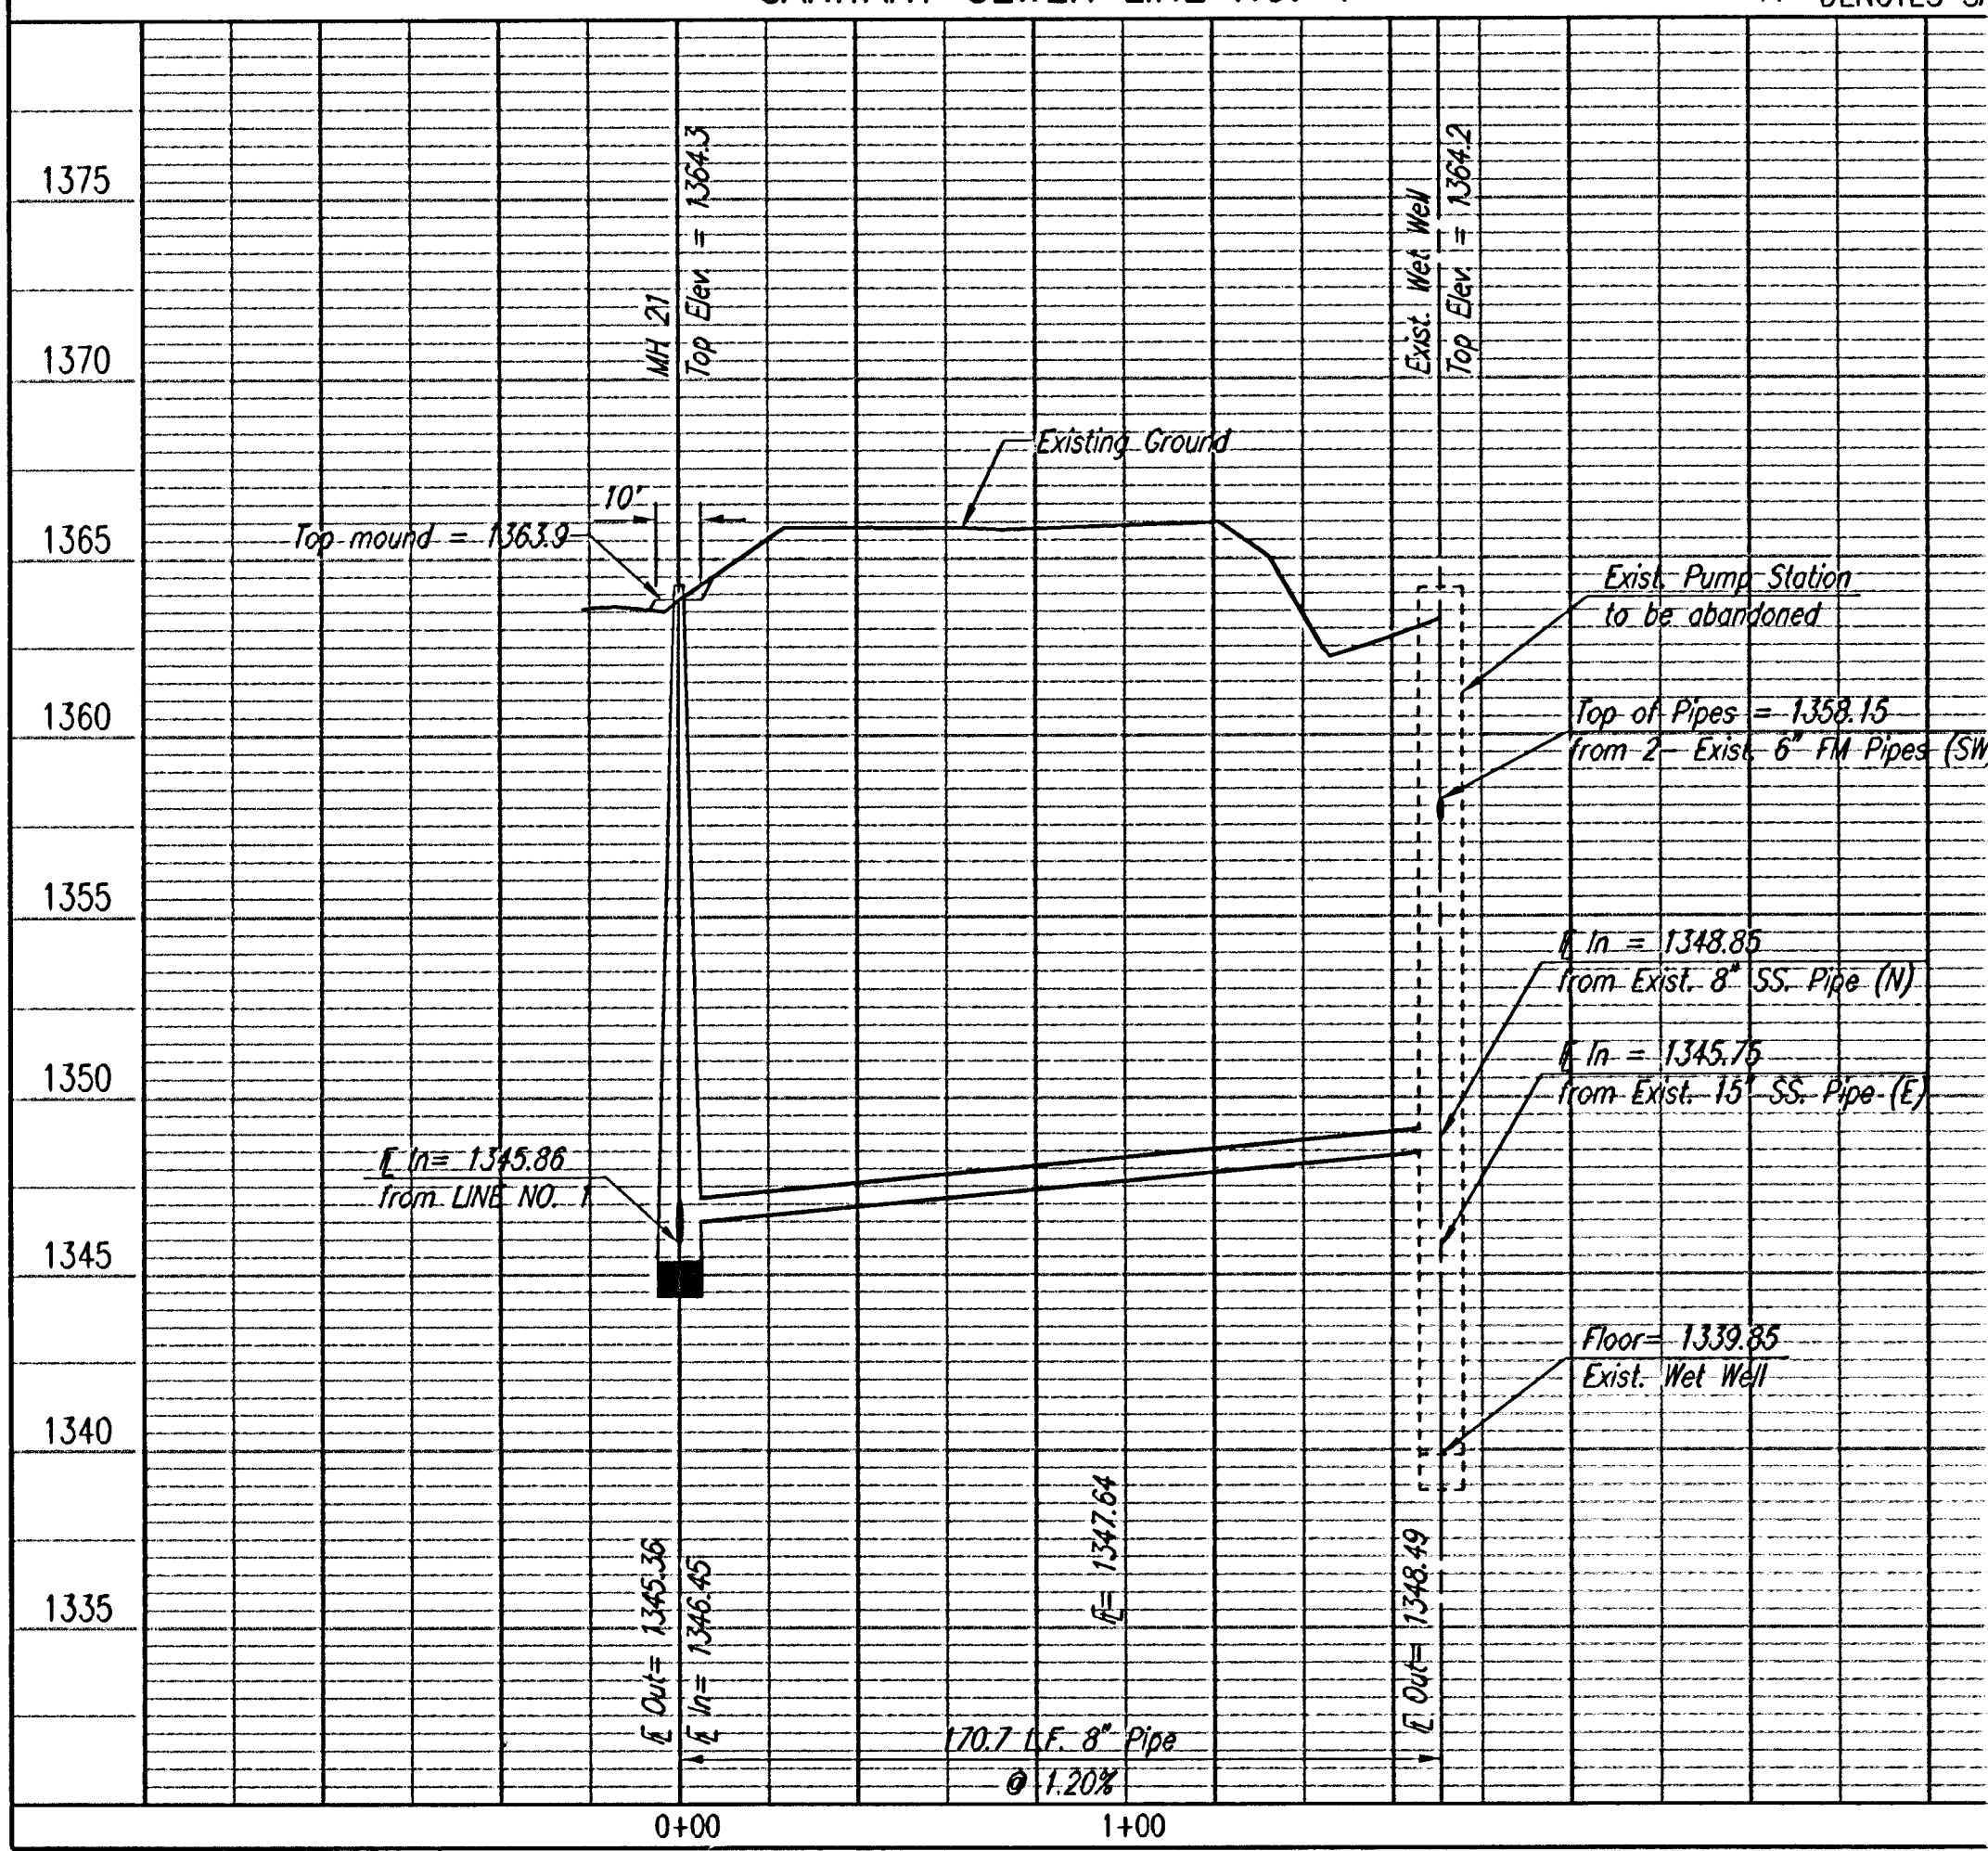 1375
1370
1365
1360
1355
1350
1345
1340
1335
MH 21
Top Elev. = 1364.3
Exist. Wet Well
Top Elev. = 1364.2
Existing Ground
10'
Top mound = 1363.9
Exist. Pump Station
to be abandoned
Top of Pipes = 1358.15
from 2- Exist. 6" FM Pipes (SW
In = 1348.85
from Exist. 8" SS. Pipe (N)
In = 1345.75
from Exist. 15" SS. Pipe (E)
In= 1345.86
from LINE NO. 1
Floor= 1339.85
Exist. Wet Well
Out= 1345.36
In= 1346.45
= 1347.64
Out= 1348.49
170.7 L.F. 8" Pipe
@ 1.20%
0+00
1+00